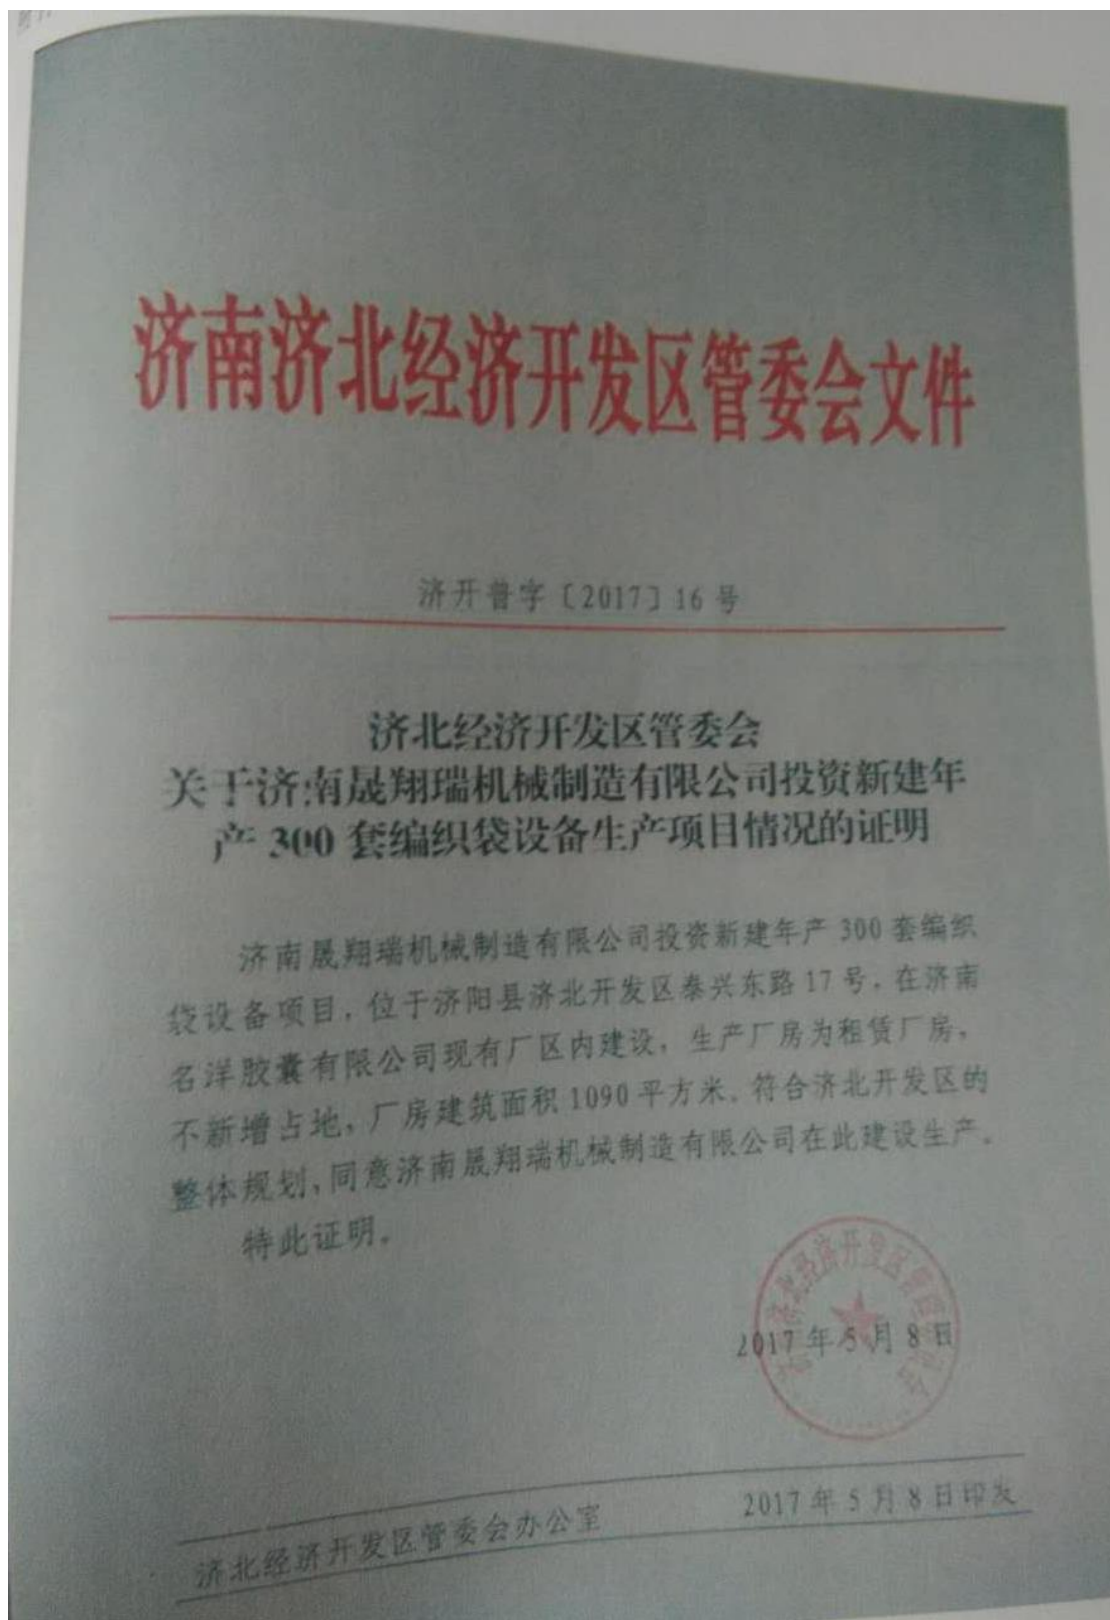 济南济北经济开发区管委会文件
济开普字〔2017〕16号
济北经济开发区管委会
关于济南晟翔瑞机械制造有限公司投资新建年
产300套编织袋设备生产项目情况的证明
济南晟翔瑞机械制造有限公司投资新建年产300套编织
袋设备项目，位于济阳县济北开发区泰兴东路17号，在济南
名洋胶囊有限公司现有厂区内建设，生产厂房为租赁厂房，
不新增占地，厂房建筑面积1090平方米、符合济北开发区的
整体规划，同意济南晟翔瑞机械制造有限公司在此建设生产。
特此证明。
2017年5月8日
济北经济开发区管委会办公室 2017年5月8日印发